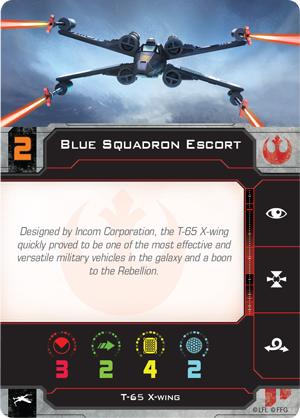 2 Blue Squadron Escort
Designed by Incom Corporation, the T-65 X-wing
quickly proved to be one of the most effective and
versatile military vehicles in the galaxy and a boon
to the Rebellion.
3 2 4 2
T-65 X-wing
©LFL ©FFG